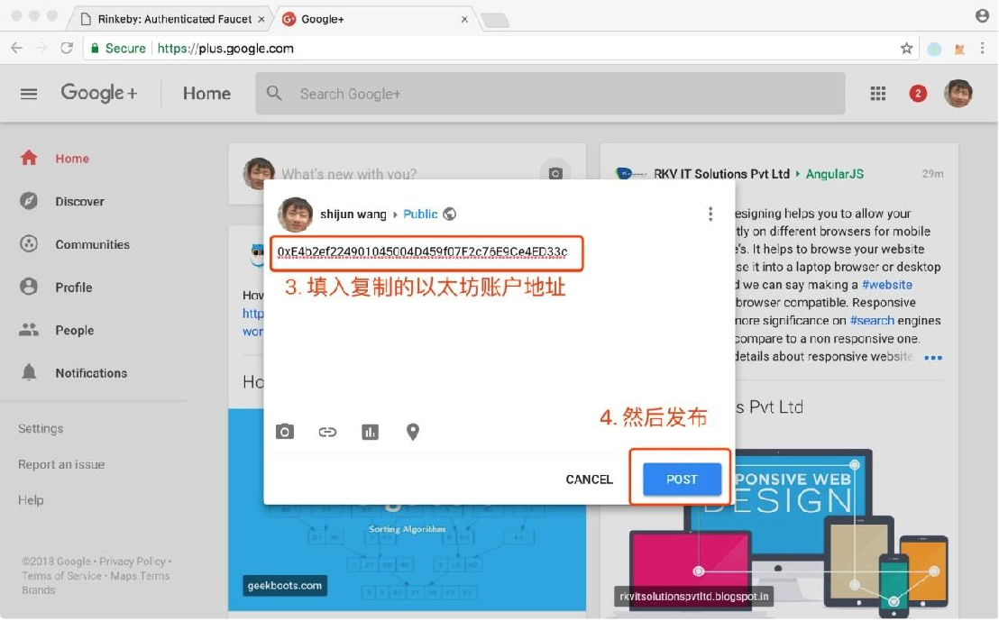 Rinkeby: Authenticated Faucet
Google+
Secure
https://plus.google.com
Google+
Home
Search Google+
2
Home
Discover
Communities
Profile
People
Notifications
Settings
Report an issue
Help
©2018 Google • Privacy Policy •
Terms of Service • Maps Terms
Brands
What's new with you?
shijun wang
Public
0xE4b2ef224901045004D459f07F2c76E9Ce4ED33c
3. 填入复制的以太坊账户地址
4. 然后发布
CANCEL
POST
How
http
wor
Ho
Sorting Algorithm
geekboots.com
RKV IT Solutions Pvt Ltd
AngularJS
29m
esigning helps you to allow your
tly on different browsers for mobile
e's. It helps to browse your website
se it into a laptop browser or desktop
d we can say making a #website
browser compatible. Responsive
more significance on #search engines
compare to a non responsive one.
details about responsive website
s Pvt Ltd
PONSIVE WEB
DESIGN
rkvitsolutionspvtltd.blogspot.in